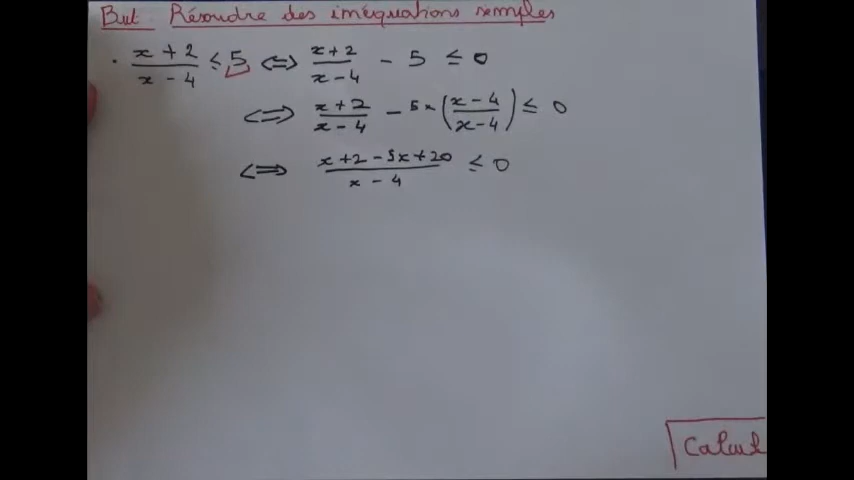 But Résoudre des inéquations simples
• (x + 2)/(x - 4) ≤ 5 ⟺ (x + 2)/(x - 4) - 5 ≤ 0
⟺ (x + 2)/(x - 4) - 5 × ((x - 4)/(x - 4)) ≤ 0
⟺ (x + 2 - 5x + 20)/(x - 4) ≤ 0
Calcul